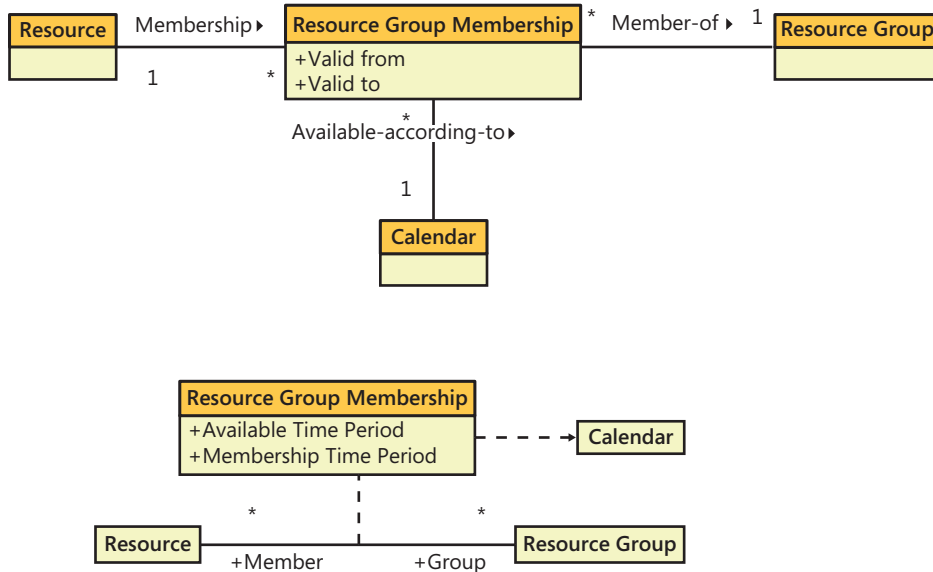 Resource
Membership▸
Resource Group Membership
*
Member-of ▸
1
Resource Group
1
*
+Valid from
+Valid to
*
Available-according-to▸
1
Calendar
Resource Group Membership
+Available Time Period
+Membership Time Period
Calendar
*
*
Resource
+Member
+Group
Resource Group